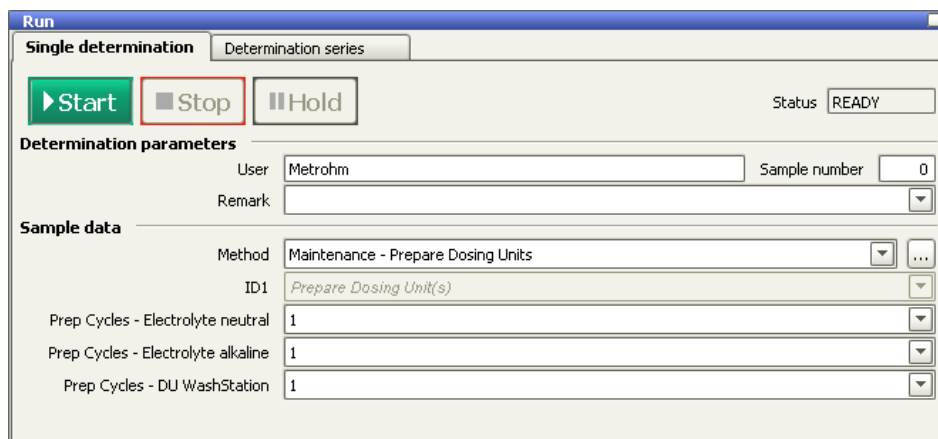 Run
Single determination Determination series
Start Stop Hold Status READY
Determination parameters
User Metrohm Sample number 0
Remark
Sample data
Method Maintenance - Prepare Dosing Units ...
ID1 Prepare Dosing Unit(s)
Prep Cycles - Electrolyte neutral 1
Prep Cycles - Electrolyte alkaline 1
Prep Cycles - DU WashStation 1